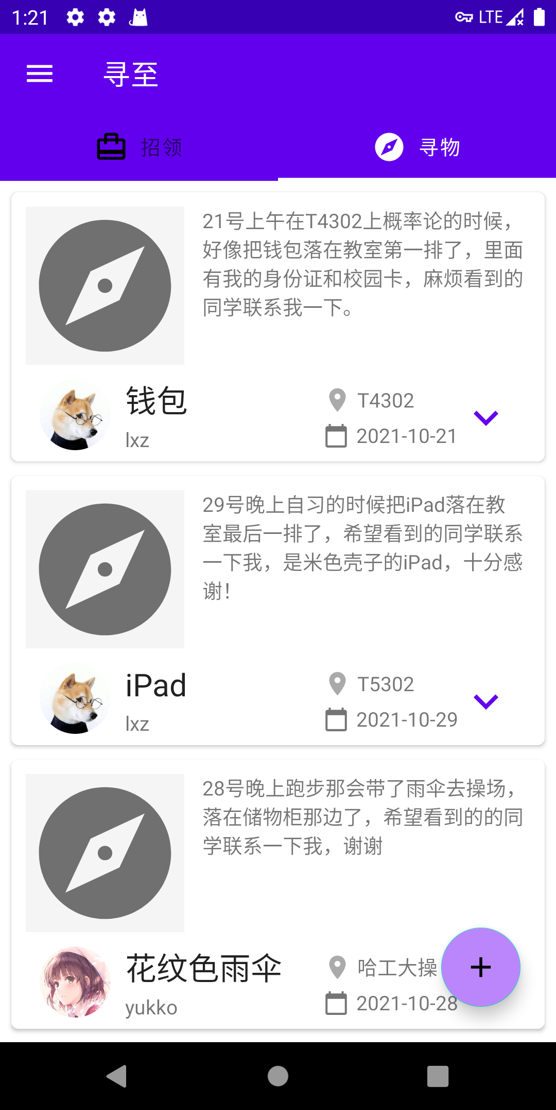 1:21
LTE
寻至
招领
寻物
21号上午在T4302上概率论的时候，
好像把钱包落在教室第一排了，里面
有我的身份证和校园卡，麻烦看到的
同学联系我一下。
钱包
lxz
T4302
2021-10-21
29号晚上自习的时候把iPad落在教
室最后一排了，希望看到的同学联系
一下我，是米色壳子的iPad，十分感
谢！
iPad
lxz
T5302
2021-10-29
28号晚上跑步那会带了雨伞去操场，
落在储物柜那边了，希望看到的的同
学联系一下我，谢谢
花纹色雨伞
yukko
哈工大操
2021-10-28